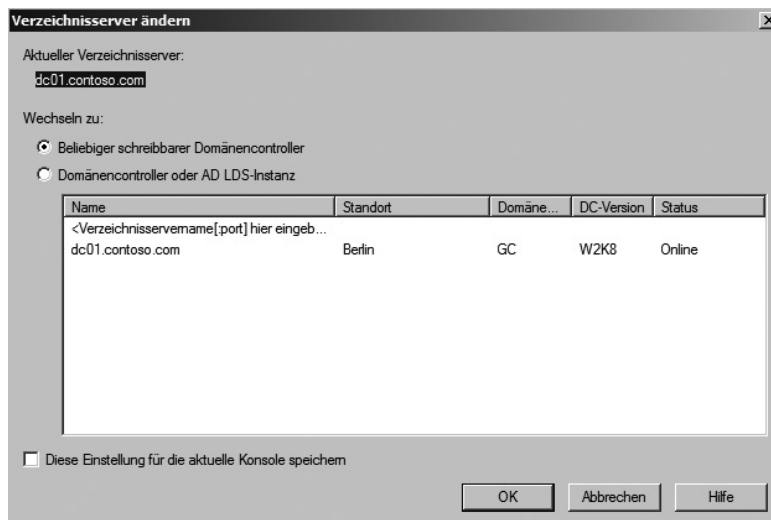 Verzeichnisserver ändern
Aktueller Verzeichnisserver:
dc01.contoso.com
Wechseln zu:
Beliebiger schreibbarer Domänencontroller
Domänencontroller oder AD LDS-Instanz
Name Standort Domäne... DC-Version Status
<Verzeichnisservername[:port] hier eingeb...
dc01.contoso.com Berlin GC W2K8 Online
Diese Einstellung für die aktuelle Konsole speichern
OK Abbrechen Hilfe